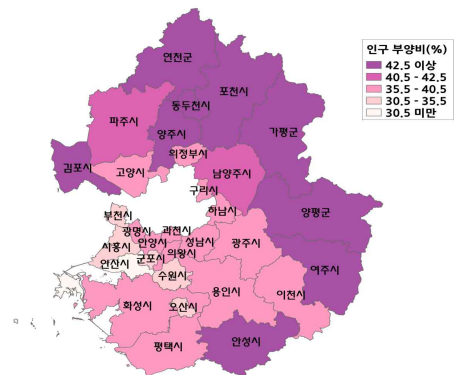 연천군
인구 부양비(%)
42.5 이상
40.5 - 42.5
35.5 - 40.5
30.5 - 35.5
30.5 미만
포천시
동두천시
파주시
양주시
가평군
의정부시
김포시
고양시
남양주시
구리시
양평군
부천시
하남시
광명시
과천시
시흥시
안양시
성남시
광주시
안산시
군포시
의왕시
여주시
수원시
용인시
이천시
화성시
오산시
평택시
안성시